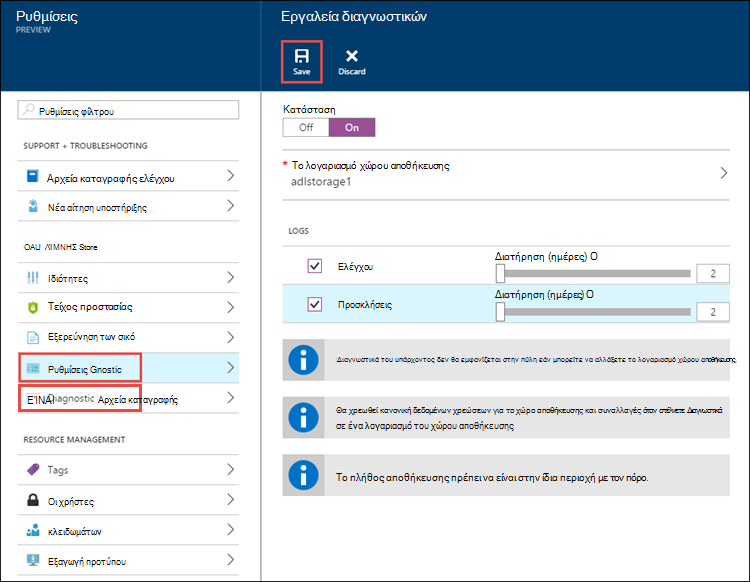 Ρυθμίσεις
PREVIEW
Ρυθμίσεις φίλτρου
SUPPORT + TROUBLESHOOTING
Αρχεία καταγραφής ελέγχου
Νέα αίτηση υποστήριξης
ΟΑU /ΌΜΝΗΣ Store
Ιδιότητες
Τείχος προστασίας
Εξερεύνηση των σικό
Ρυθμίσεις Gnostic
ΕΊΝΑΙ Diagnostic Αρχεία καταγραφής
RESOURCE MANAGEMENT
Tags
Οι χρήστες
κλειδωμάτων
Εξαγωγή προτύπου
Εργαλεία διαγνωστικών
Save
Discard
Κατάσταση
Off
On
* Το λογαριασμό χώρου αποθήκευσης
adlstorage1
LOGS
Ελέγχου
Διατήρηση (ημέρες) Ο
2
Προσκλήσεις
Διατήρηση (ημέρες) Ο
2
Διαγνωστικά του υπάρχοντος δεν θα εμφανίζεται στην πύλη εάν μπορείτε να αλλάξετε το λογαριασμό χώρου αποθήκευσης.
Θα χρεωθεί κανονική δεδομένων χρεώσεων για το χώρο αποθήκευσης και συναλλαγές όταν στέλνετε Διαγνωστικά
σε ένα λογαριασμό του χώρου αποθήκευσης
Το πλήθος αποθήκευσης πρέπει να είναι στην ίδια περιοχή με τον πόρο.